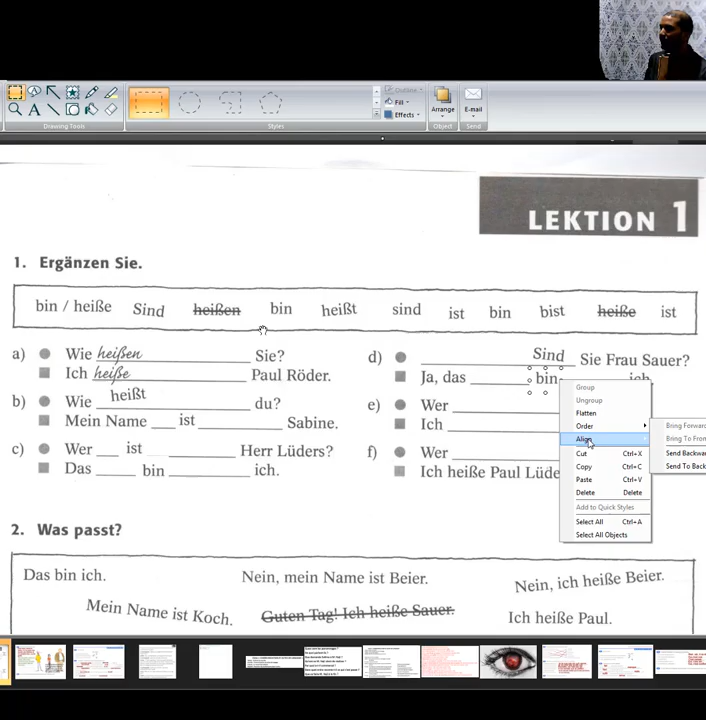 Outline
Fill
Effects
Arrange
E-mail
Drawing Tools
Styles
Object
Send
LEKTION 1
1. Ergänzen Sie.
bin / heiße Sind heißen bin heißt sind ist bin bist heiße ist
a) Wie heißen Sie?
Ich heiße Paul Röder.
b) Wie heißt du?
Mein Name ist Sabine.
c) Wer ist Herr Lüders?
Das bin ich.
d) Sind Sie Frau Sauer?
Ja, das bin ich
e) Wer
Ich
f) Wer
Ich heiße Paul Lüde
Group
Ungroup
Flatten
Order
Align
Cut Ctrl+X
Copy Ctrl+C
Paste Ctrl+V
Delete Delete
Add to Quick Styles
Select All Ctrl+A
Select All Objects
Bring Forward
Bring To Fron
Send Backwar
Send To Back
2. Was passt?
Das bin ich.
Nein, mein Name ist Beier.
Nein, ich heiße Beier.
Mein Name ist Koch.
Guten Tag! Ich heiße Sauer.
Ich heiße Paul.